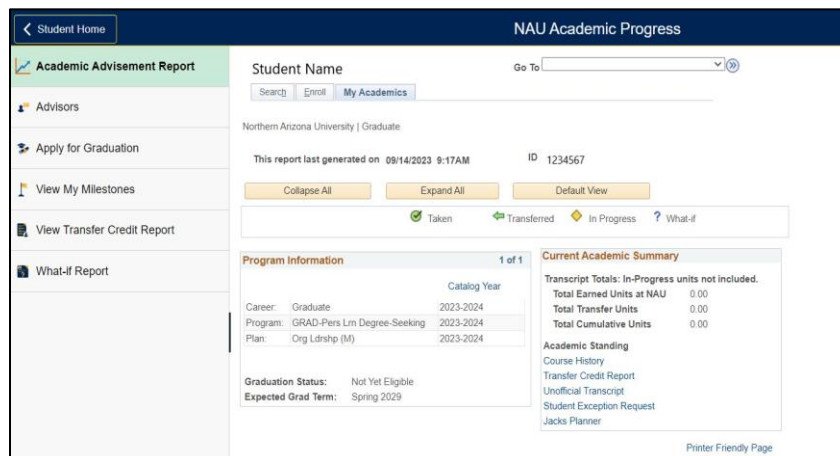 Student Home
NAU Academic Progress
Academic Advisement Report
Advisors
Apply for Graduation
View My Milestones
View Transfer Credit Report
What-if Report
Student Name
Go To
Search Enroll My Academics
Northern Arizona University | Graduate
This report last generated on 09/14/2023 9:17AM ID 1234567
Collapse All Expand All Default View
Taken Transferred In Progress ? What-if
Program Information 1 of 1
Catalog Year
Career: Graduate 2023-2024
Program: GRAD-Pers Lrn Degree-Seeking 2023-2024
Plan: Org Ldrshp (M) 2023-2024
Graduation Status: Not Yet Eligible
Expected Grad Term: Spring 2029
Current Academic Summary
Transcript Totals: In-Progress units not included.
Total Earned Units at NAU 0.00
Total Transfer Units 0.00
Total Cumulative Units 0.00
Academic Standing
Course History
Transfer Credit Report
Unofficial Transcript
Student Exception Request
Jacks Planner
Printer Friendly Page